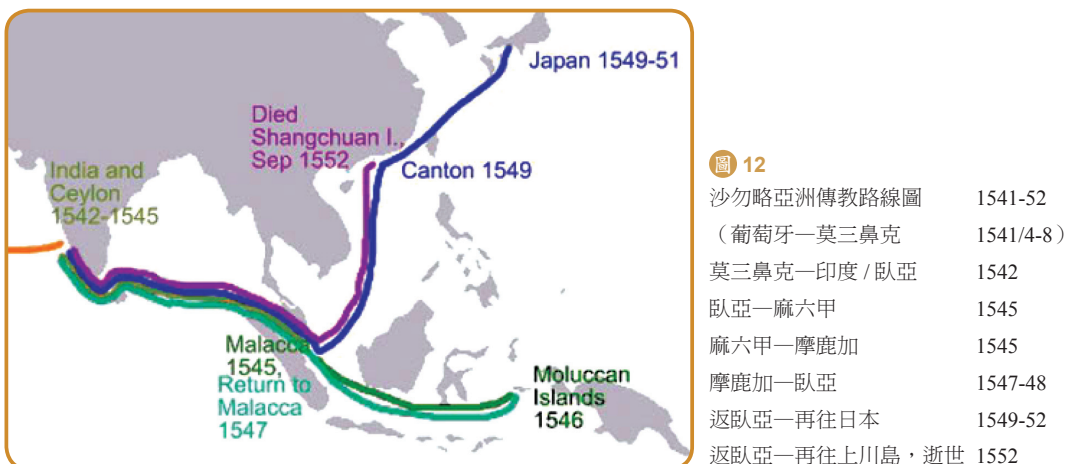 Japan 1549-51
Died
Shangchuan I.,
Sep 1552
Canton 1549
India and
Ceylon
1542-1545
Malacca
1545,
Return to
Malacca
1547
Moluccan
Islands
1546
圖 12
沙勿略亞洲傳教路線圖 1541-52
（葡萄牙—莫三鼻克 1541/4-8）
莫三鼻克—印度 / 臥亞 1542
臥亞—麻六甲 1545
麻六甲—摩鹿加 1545
摩鹿加—臥亞 1547-48
返臥亞—再往日本 1549-52
返臥亞—再往上川島，逝世 1552